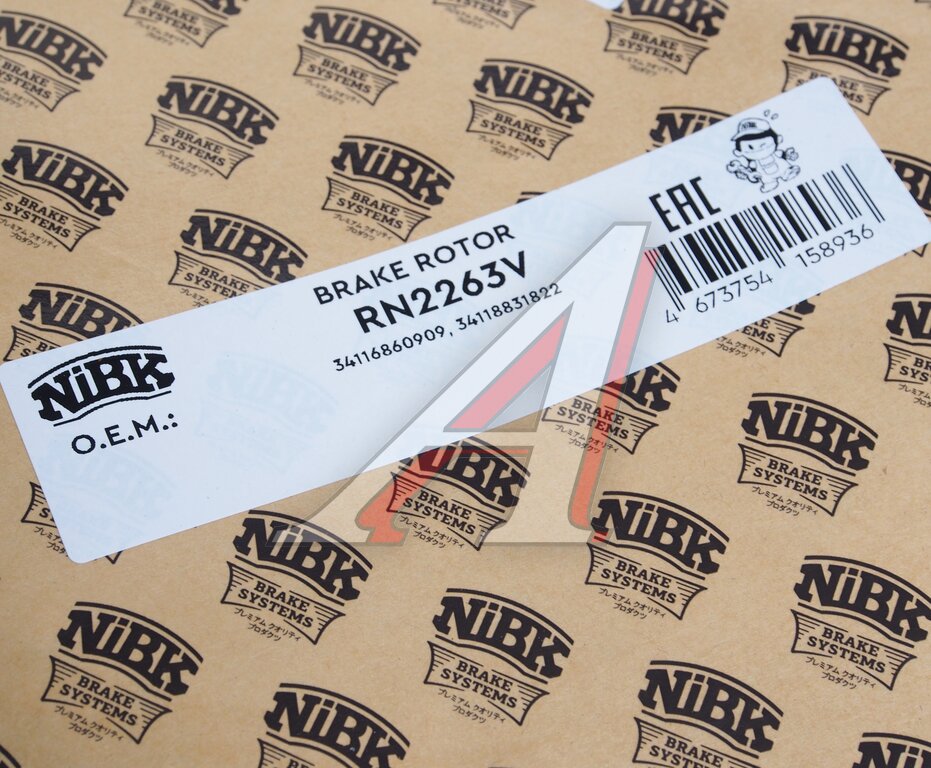 NiBK
O.E.M.:
BRAKE ROTOR
RN2263V
34116860909, 34118831822
EAC
4 673754 158936
NiBK
BRAKE
SYSTEMS
プレミアム クオリティ
プロダクツ